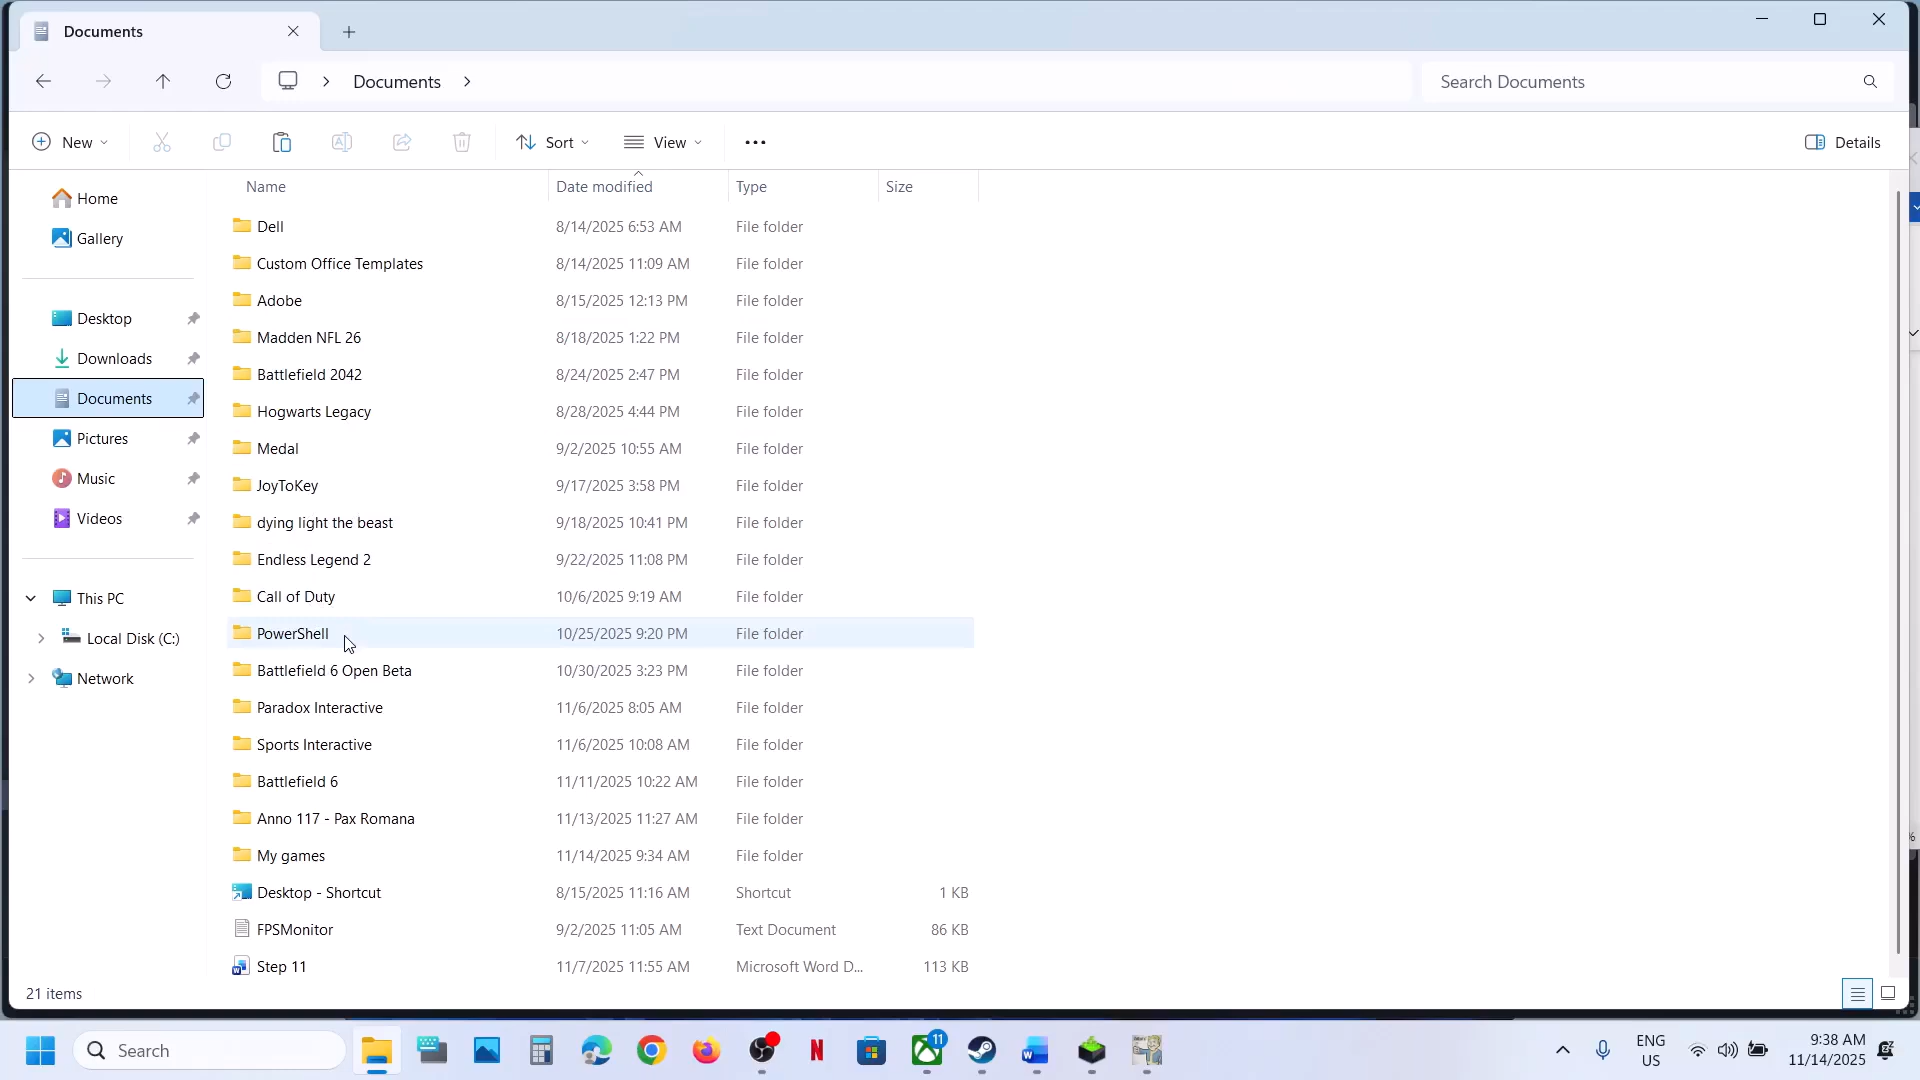 Documents
Documents
Search Documents
New
Sort
View
Details
Name
Date modified
Type
Size
Home
Gallery
Desktop
Downloads
Documents
Pictures
Music
Videos
This PC
Local Disk (C:)
Network
Dell 8/14/2025 6:53 AM File folder
Custom Office Templates 8/14/2025 11:09 AM File folder
Adobe 8/15/2025 12:13 PM File folder
Madden NFL 26 8/18/2025 1:22 PM File folder
Battlefield 2042 8/24/2025 2:47 PM File folder
Hogwarts Legacy 8/28/2025 4:44 PM File folder
Medal 9/2/2025 10:55 AM File folder
JoyToKey 9/17/2025 3:58 PM File folder
dying light the beast 9/18/2025 10:41 PM File folder
Endless Legend 2 9/22/2025 11:08 PM File folder
Call of Duty 10/6/2025 9:19 AM File folder
PowerShell 10/25/2025 9:20 PM File folder
Battlefield 6 Open Beta 10/30/2025 3:23 PM File folder
Paradox Interactive 11/6/2025 8:05 AM File folder
Sports Interactive 11/6/2025 10:08 AM File folder
Battlefield 6 11/11/2025 10:22 AM File folder
Anno 117 - Pax Romana 11/13/2025 11:27 AM File folder
My games 11/14/2025 9:34 AM File folder
Desktop - Shortcut 8/15/2025 11:16 AM Shortcut 1 KB
FPSMonitor 9/2/2025 11:05 AM Text Document 86 KB
Step 11 11/7/2025 11:55 AM Microsoft Word D... 113 KB
21 items
%
Search
11
ENG
US
9:38 AM
11/14/2025